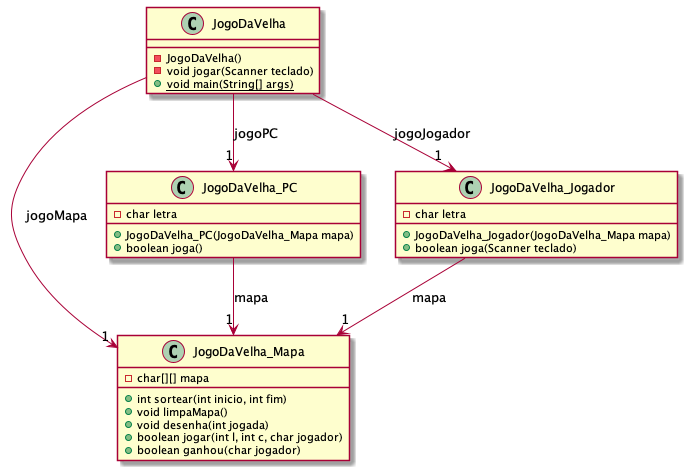 C JogoDaVelha
JogoDaVelha()
void jogar(Scanner teclado)
void main(String[] args)
jogoPC
jogoJogador
1
1
C JogoDaVelha_PC
char letra
JogoDaVelha_PC(JogoDaVelha_Mapa mapa)
boolean joga()
C JogoDaVelha_Jogador
char letra
JogoDaVelha_Jogador(JogoDaVelha_Mapa mapa)
boolean joga(Scanner teclado)
jogoMapa
mapa
mapa
1
1
1
C JogoDaVelha_Mapa
char[][] mapa
int sortear(int inicio, int fim)
void limpaMapa()
void desenha(int jogada)
boolean jogar(int l, int c, char jogador)
boolean ganhou(char jogador)